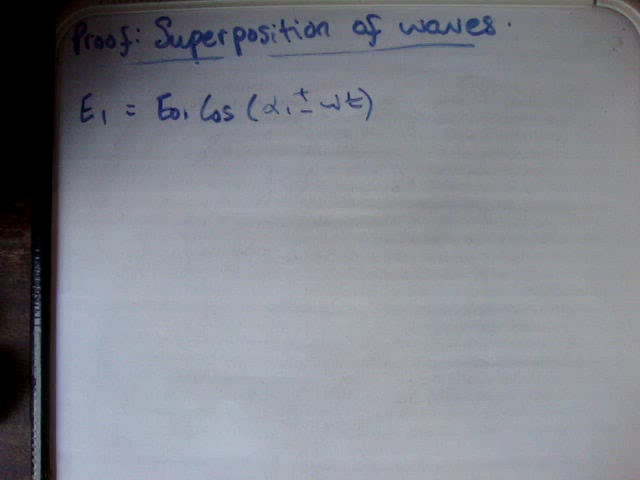 Proof: Superposition of waves.
E₁ = E₀₁ Cos (α₁ ± ωt)